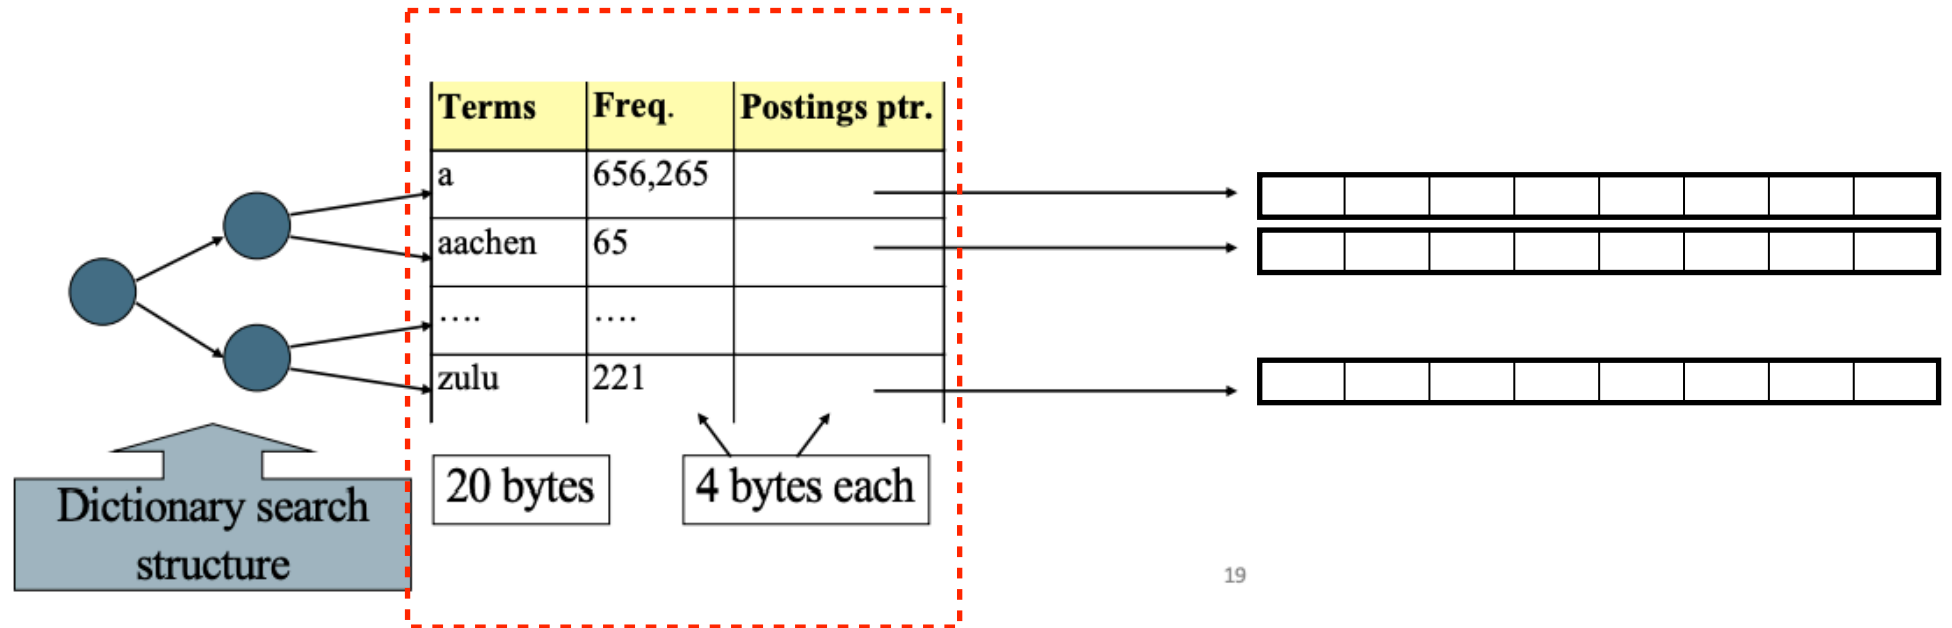 Terms Freq. Postings ptr.
a 656,265
aachen 65
.... ....
zulu 221
20 bytes 4 bytes each
Dictionary search
structure
19